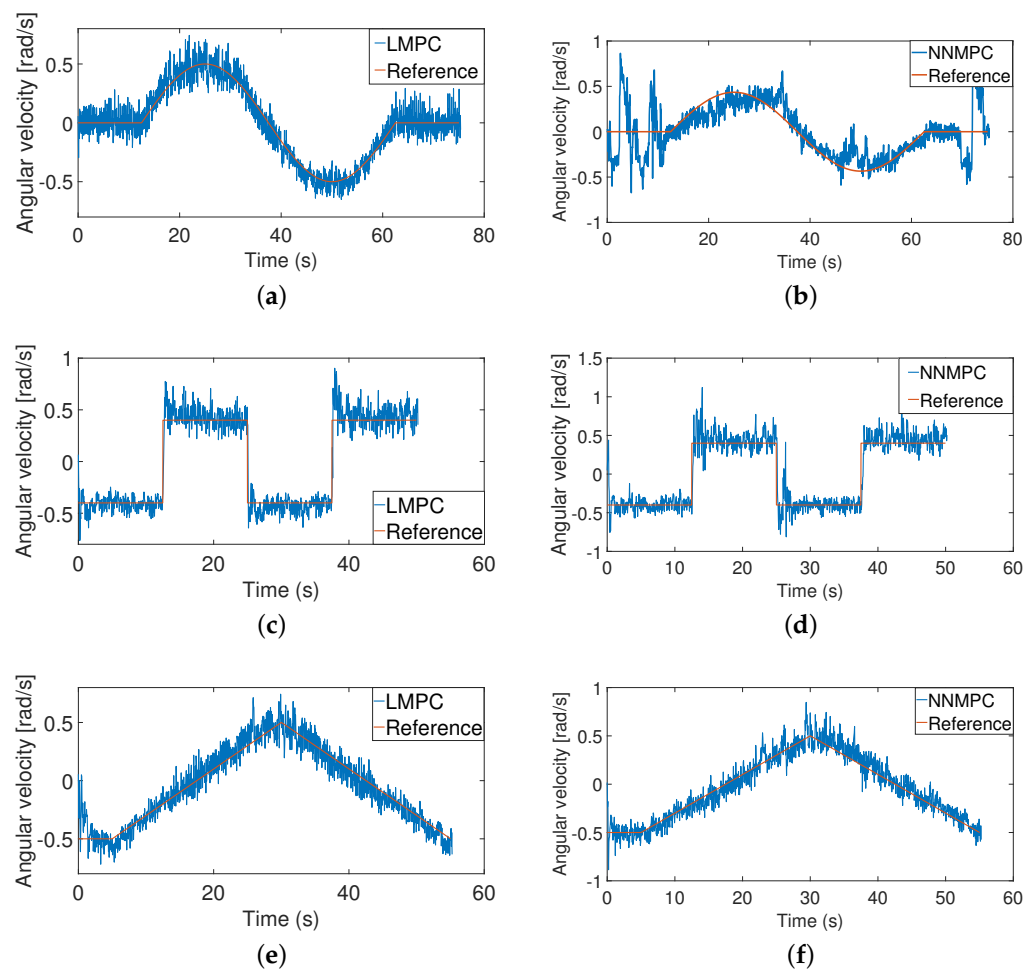 Angular velocity [rad/s]
0.5
0
-0.5
0
20
40
60
80
Time (s)
LMPC
Reference
(a)
Angular velocity [rad/s]
1
0.5
0
-0.5
-1
0
20
40
60
80
Time (s)
NNMPC
Reference
(b)
Angular velocity [rad/s]
1
0.5
0
-0.5
0
20
40
60
Time (s)
LMPC
Reference
(c)
Angular velocity [rad/s]
1.5
1
0.5
0
-0.5
-1
0
10
20
30
40
50
60
Time (s)
NNMPC
Reference
(d)
Angular velocity [rad/s]
0.5
0
-0.5
0
20
40
60
Time (s)
LMPC
Reference
(e)
Angular velocity [rad/s]
1
0.5
0
-0.5
-1
0
10
20
30
40
50
60
Time (s)
NNMPC
Reference
(f)